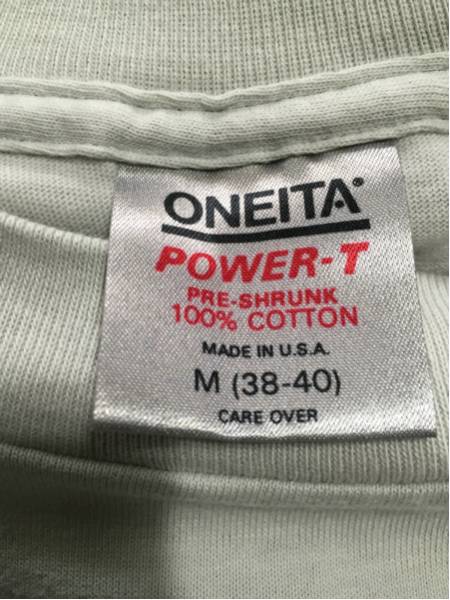 ONEITA®
POWER-T
PRE-SHRUNK
100% COTTON
MADE IN U.S.A.
M (38-40)
CARE OVER